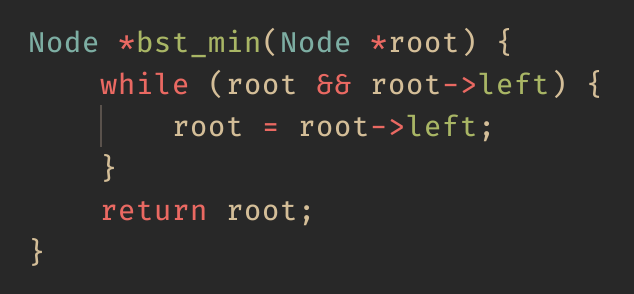 Node *bst_min(Node *root) {
    while (root && root->left) {
        root = root->left;
    }
    return root;
}